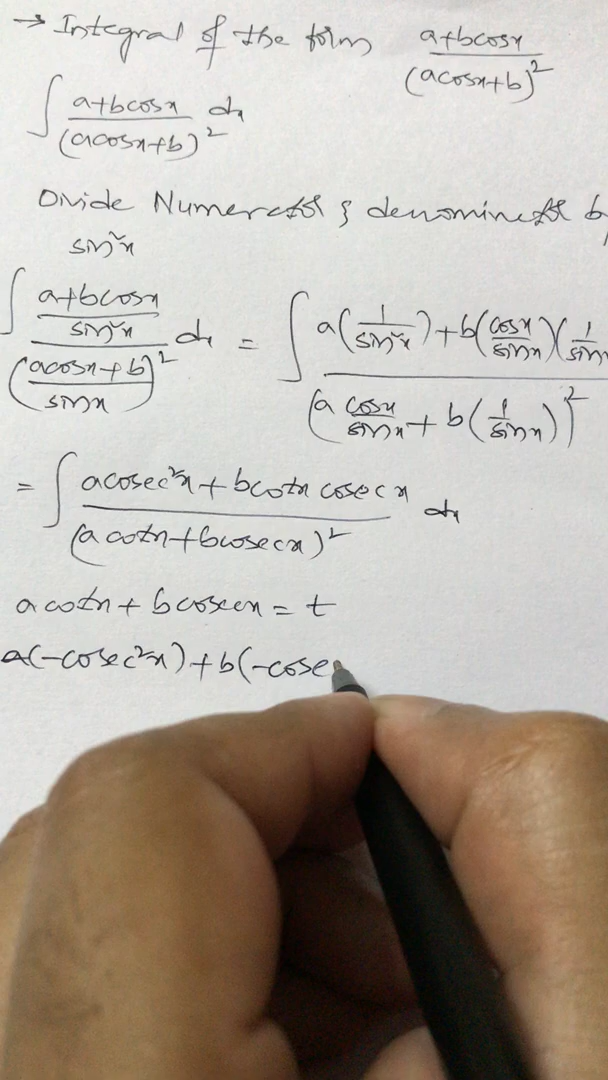 → Integral of the form a+bcosx/(acosx+b)²
∫ a+bcosx/(acosx+b)² dx
Divide Numerator & denominator by
sin²x
∫ (a+bcosx/sin²x)/((acosx+b)/sinx)² dx = ∫ a(1/sin²x)+b(cosx/sinx)(1/sinx/(a cosx/sinx + b(1/sinx))²
= ∫ acosec²x + bcotx cosecx/(acotx+bcosecx)² dx
acotx + bcosecx = t
a(-cosec²x)+b(-cose